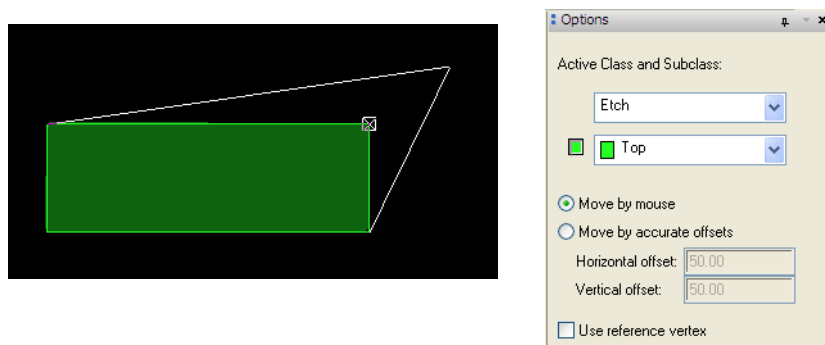 Options
Active Class and Subclass:
Etch
Top
Move by mouse
Move by accurate offsets
Horizontal offset: 50.00
Vertical offset: 50.00
Use reference vertex